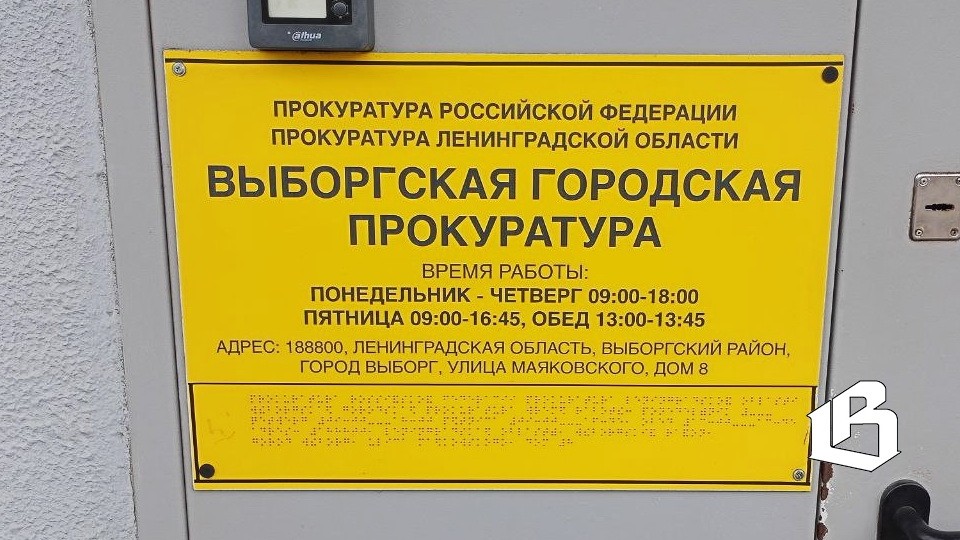 alhua
ПРОКУРАТУРА РОССИЙСКОЙ ФЕДЕРАЦИИ
ПРОКУРАТУРА ЛЕНИНГРАДСКОЙ ОБЛАСТИ
ВЫБОРГСКАЯ ГОРОДСКАЯ
ПРОКУРАТУРА
ВРЕМЯ РАБОТЫ:
ПОНЕДЕЛЬНИК - ЧЕТВЕРГ 09:00-18:00
ПЯТНИЦА 09:00-16:45, ОБЕД 13:00-13:45
АДРЕС: 188800, ЛЕНИНГРАДСКАЯ ОБЛАСТЬ, ВЫБОРГСКИЙ РАЙОН,
ГОРОД ВЫБОРГ, УЛИЦА МАЯКОВСКОГО, ДОМ 8
В